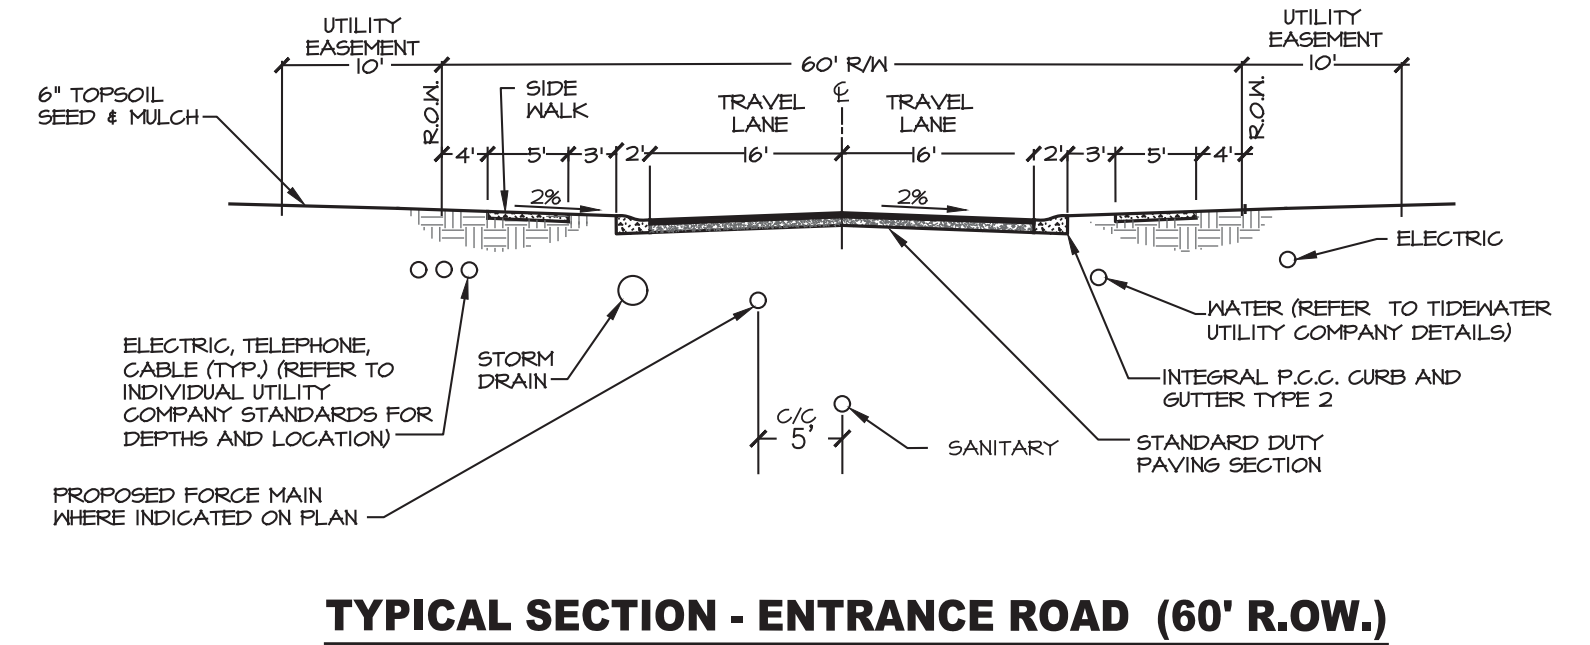 UTILITY
EASEMENT
10'
60' R/W
UTILITY
EASEMENT
10'
6" TOPSOIL
SEED & MULCH
R.O.W.
SIDE
WALK
TRAVEL
LANE
℄
TRAVEL
LANE
R.O.W.
4' 5' 3' 2' 16' 16' 2' 3' 5' 4'
2%
2%
ELECTRIC
WATER (REFER TO TIDEWATER
UTILITY COMPANY DETAILS)
ELECTRIC, TELEPHONE,
CABLE (TYP.) (REFER TO
INDIVIDUAL UTILITY
COMPANY STANDARDS FOR
DEPTHS AND LOCATION)
STORM
DRAIN
INTEGRAL P.C.C. CURB AND
GUTTER TYPE 2
C/C
5'
SANITARY
STANDARD DUTY
PAVING SECTION
PROPOSED FORCE MAIN
WHERE INDICATED ON PLAN
TYPICAL SECTION - ENTRANCE ROAD (60' R.OW.)